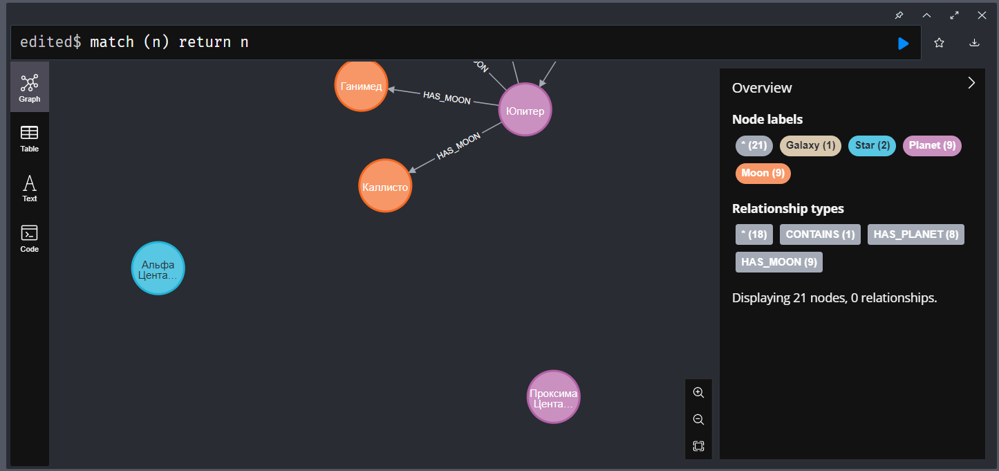 edited$ match (n) return n
Graph
Table
Text
Code
Ганимед
HAS_MOON
Юпитер
HAS_MOON
Каллисто
Альфа
Цента...
Проксима
Цента...
Overview
Node labels
* (21) Galaxy (1) Star (2) Planet (9)
Moon (9)
Relationship types
* (18) CONTAINS (1) HAS_PLANET (8)
HAS_MOON (9)
Displaying 21 nodes, 0 relationships.